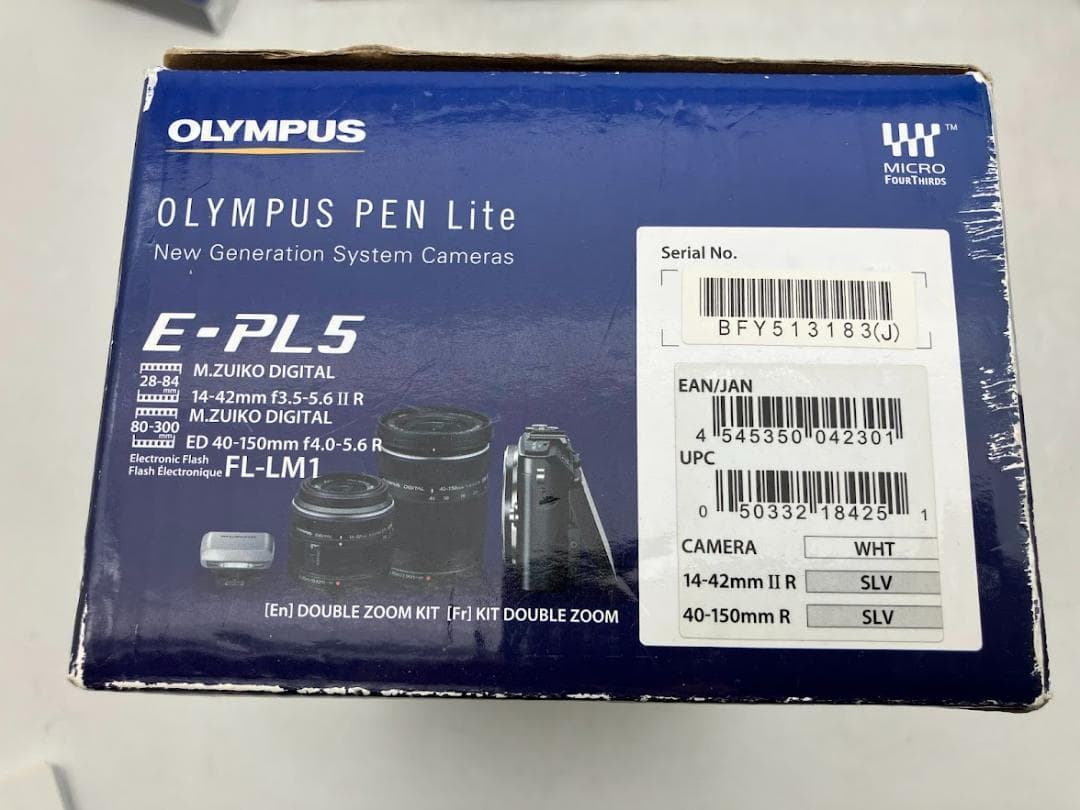 OLYMPUS
TM
MICRO
FOURTHIRDS
OLYMPUS PEN Lite
New Generation System Cameras
E-PL5
28-84
mm
M.ZUIKO DIGITAL
14-42mm f3.5-5.6 II R
80-300
mm
M.ZUIKO DIGITAL
ED 40-150mm f4.0-5.6 R
Electronic Flash
Flash Électronique FL-LM1
[En] DOUBLE ZOOM KIT [Fr] KIT DOUBLE ZOOM
Serial No.
BFY513183(J)
EAN/JAN
4 545350 042301
UPC
0 50332 18425 1
CAMERA WHT
14-42mm II R SLV
40-150mm R SLV